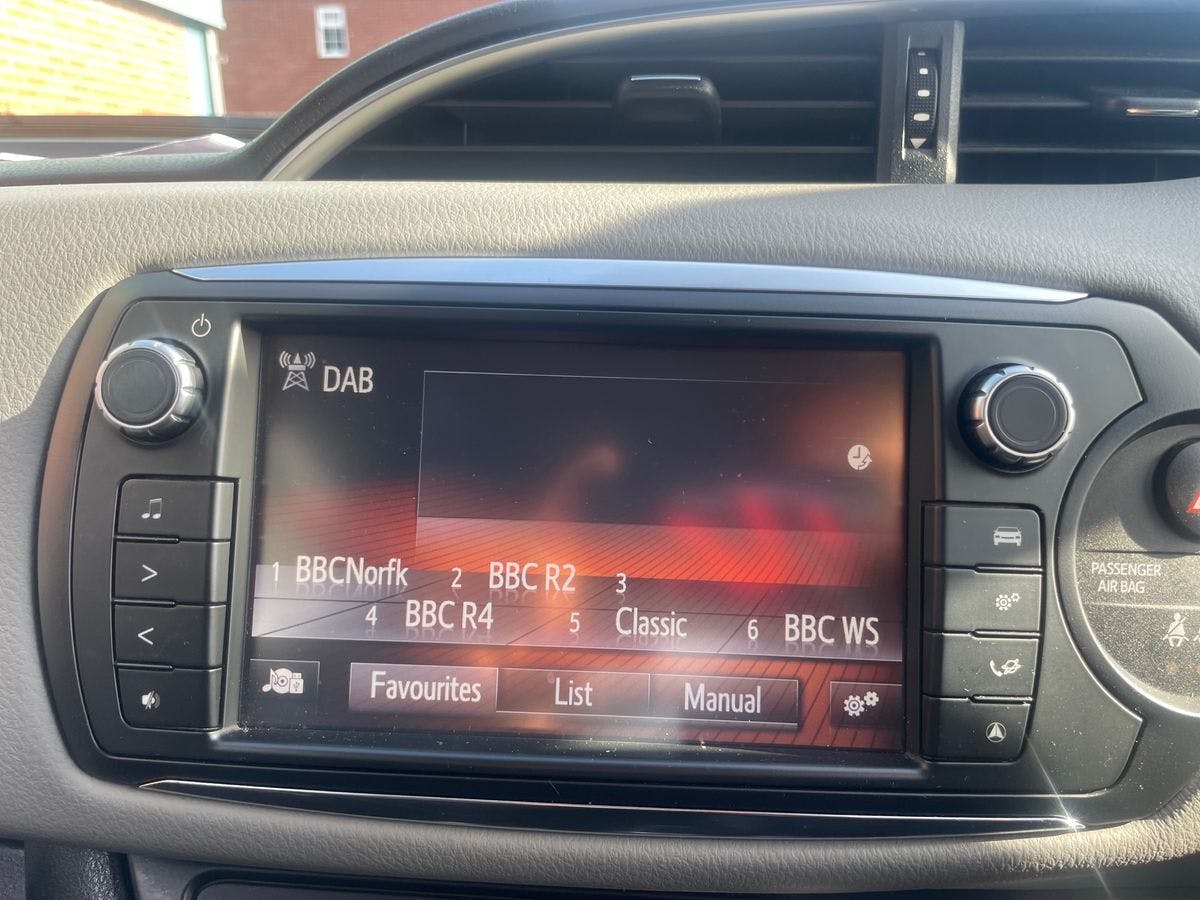 DAB
1 BBCNorfk 2 BBC R2 3
4 BBC R4 5 Classic 6 BBC WS
Favourites List Manual
PASSENGER
AIR BAG